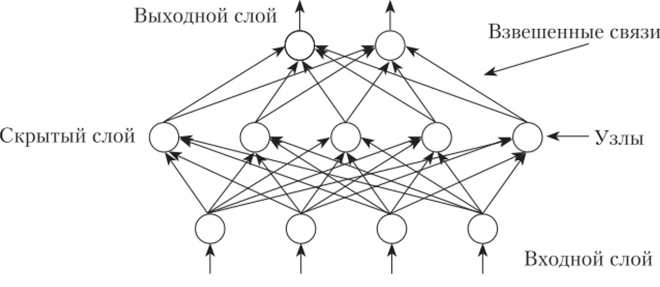 Выходной слой
Взвешенные связи
Скрытый слой
Узлы
Входной слой